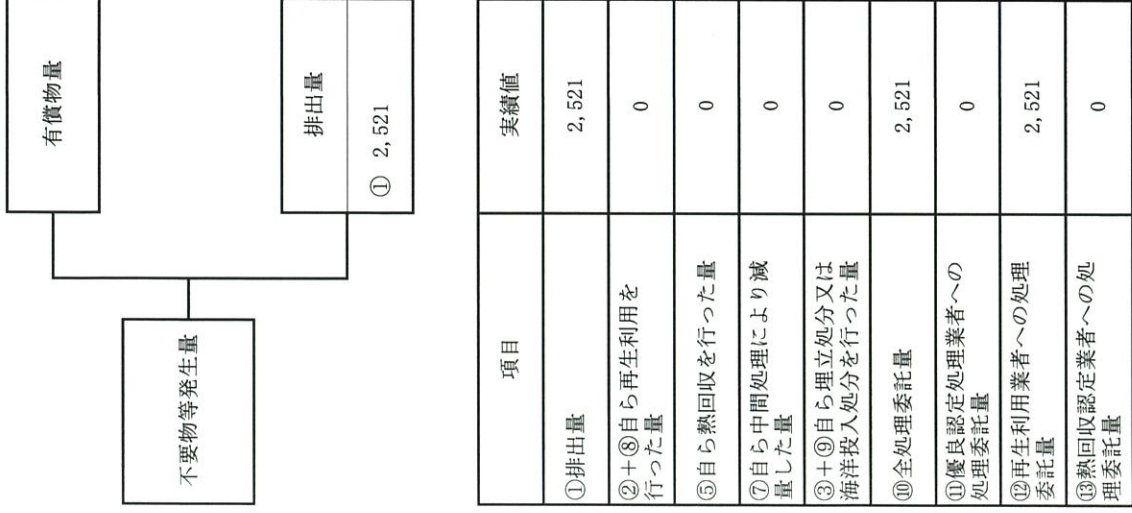 有償物量
不要物等発生量
排出量
① 2,521
項目
実績値
①排出量
2,521
②+⑧自ら再生利用を
行った量
0
⑤自ら熱回収を行った量
0
⑦自ら中間処理により減
量した量
0
③+⑨自ら埋立処分又は
海洋投入処分を行った量
0
⑩全処理委託量
2,521
⑪優良認定処理業者への
処理委託量
0
⑫再生利用業者への処理
委託量
2,521
⑬熱回収認定業者への処
理委託量
0